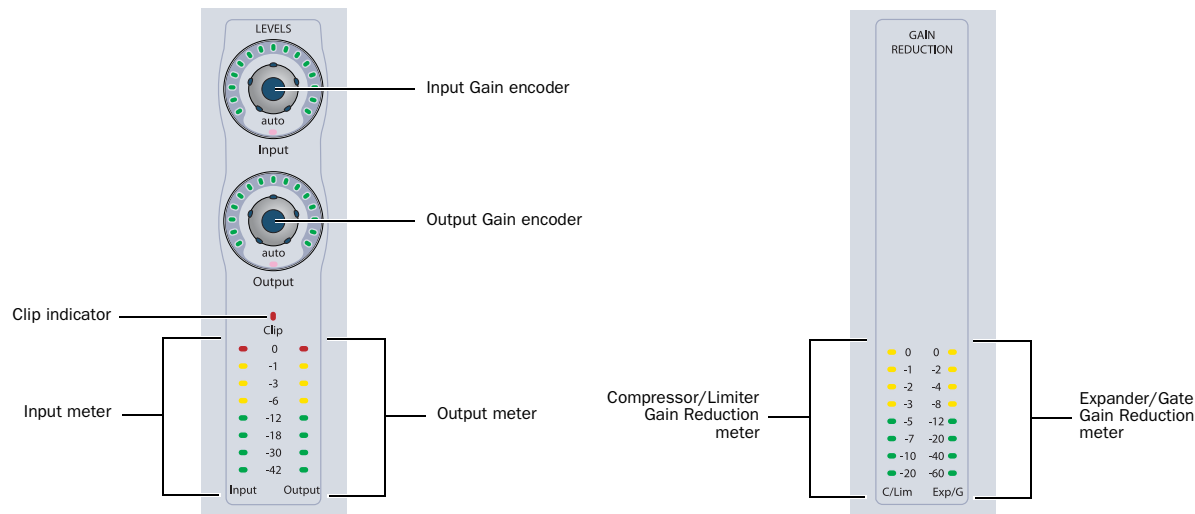 LEVELS
Input Gain encoder
auto
Input
Output Gain encoder
auto
Output
Clip indicator
Clip
0
-1
-3
-6
-12
-18
-30
-42
Input Output
Input meter
Output meter
GAIN
REDUCTION
0 0
-1 -2
-2 -4
-3 -8
-5 -12
-7 -20
-10 -40
-20 -60
C/Lim Exp/G
Compressor/Limiter
Gain Reduction
meter
Expander/Gate
Gain Reduction
meter